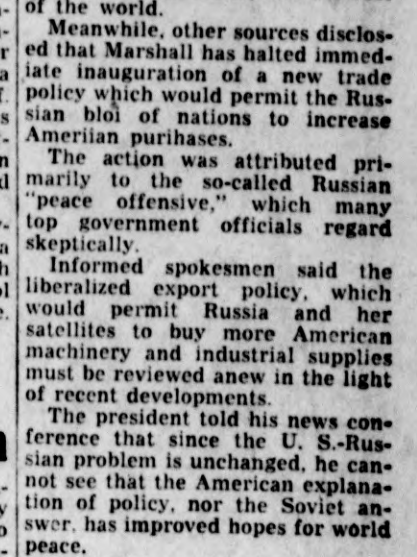 of the world.
Meanwhile, other sources disclos-
ed that Marshall has halted immed-
iate inauguration of a new trade
policy which would permit the Rus-
sian bloi of nations to increase
Ameriian purihases.
The action was attributed pri-
marily to the so-called Russian
"peace offensive," which many
top government officials regard
skeptically.
Informed spokesmen said the
liberalized export policy, which
would permit Russia and her
satellites to buy more American
machinery and industrial supplies
must be reviewed anew in the light
of recent developments.
The president told his news con-
ference that since the U. S.-Rus-
sian problem is unchanged, he can-
not see that the American explana-
tion of policy, nor the Soviet an-
swer, has improved hopes for world
peace.